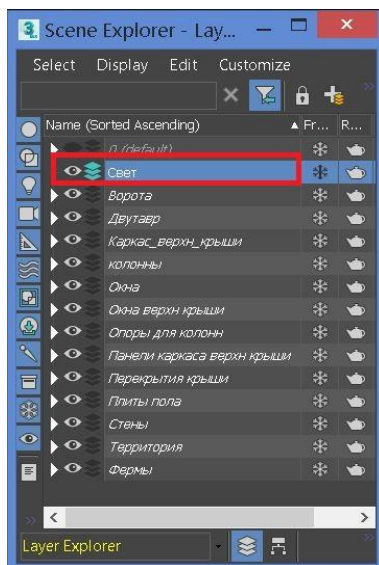 3 Scene Explorer - Lay...
Select Display Edit Customize
Name (Sorted Ascending) Fr... R...
0 (default)
Свет
Ворота
Двутавр
Каркас_верхн_крыши
колонны
Окна
Окна верхн крыши
Опоры для колонн
Панели каркаса верхн крыши
Перекрытия крыши
Плиты пола
Стены
Территория
Фермы
Layer Explorer